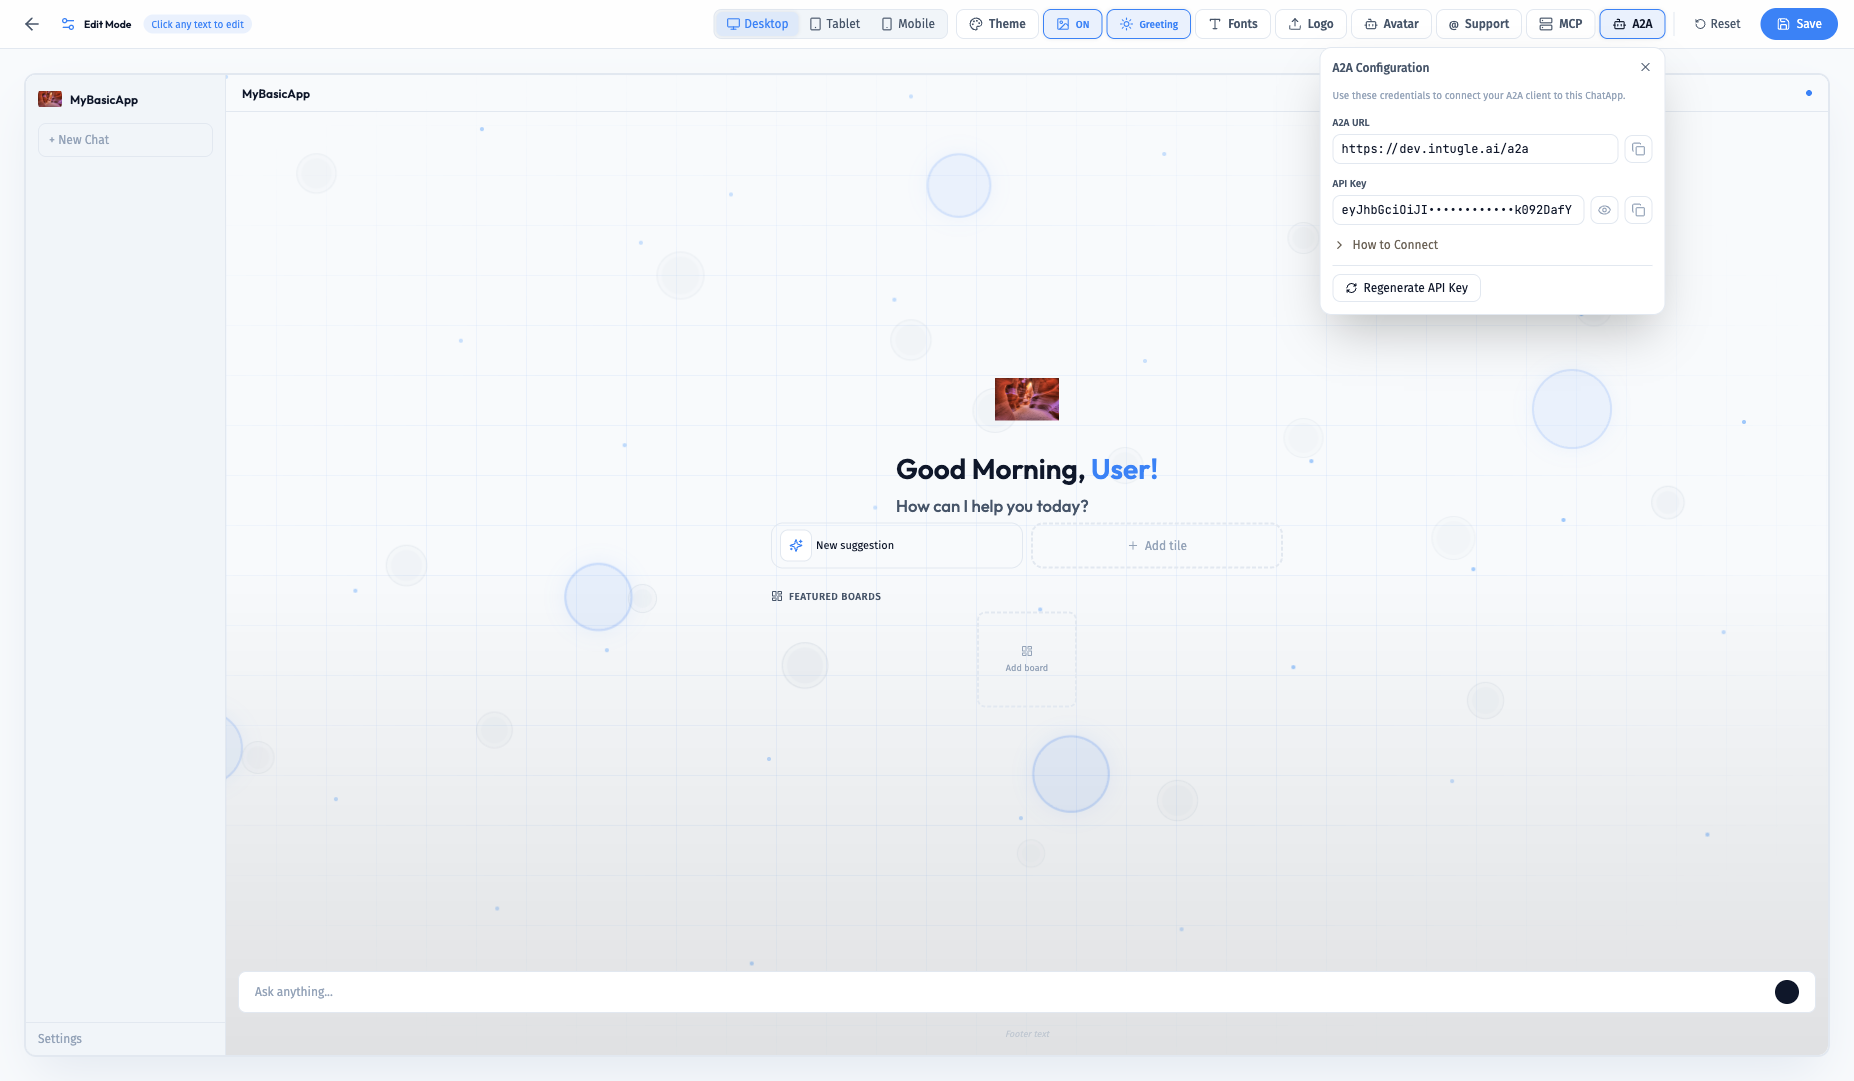 Edit Mode
Click any text to edit
Desktop
Tablet
Mobile
Theme
ON
Greeting
Fonts
Logo
Avatar
@ Support
MCP
A2A
Reset
Save
MyBasicApp
+ New Chat
Settings
MyBasicApp
A2A Configuration
Use these credentials to connect your A2A client to this ChatApp.
A2A URL
https://dev.intugle.ai/a2a
API Key
eyJhbGciOiJI••••••••••••k092DafY
How to Connect
Regenerate API Key
Good Morning, User!
How can I help you today?
New suggestion
+ Add tile
FEATURED BOARDS
Add board
Ask anything...
Footer text